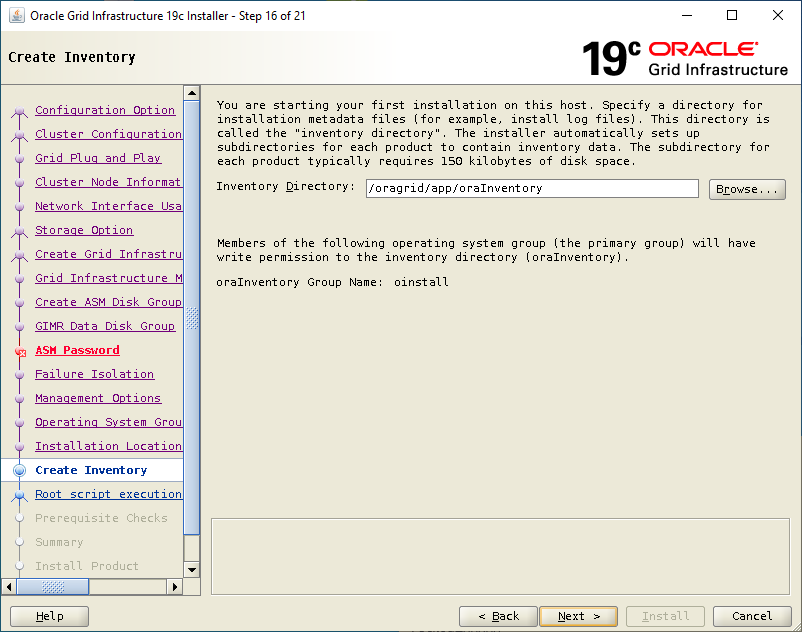 Oracle Grid Infrastructure 19c Installer - Step 16 of 21
Create Inventory
19c ORACLE
Grid Infrastructure
Configuration Option
Cluster Configuration
Grid Plug and Play
Cluster Node Informat
Network Interface Usa
Storage Option
Create Grid Infrastru
Grid Infrastructure M
Create ASM Disk Group
GIMR Data Disk Group
ASM Password
Failure Isolation
Management Options
Operating System Grou
Installation Location
Create Inventory
Root script execution
Prerequisite Checks
Summary
Install Product
You are starting your first installation on this host. Specify a directory for
installation metadata files (for example, install log files). This directory is
called the "inventory directory". The installer automatically sets up
subdirectories for each product to contain inventory data. The subdirectory for
each product typically requires 150 kilobytes of disk space.
Inventory Directory: /oragrid/app/oraInventory Browse...
Members of the following operating system group (the primary group) will have
write permission to the inventory directory (oraInventory).
oraInventory Group Name: oinstall
Help < Back Next > Install Cancel